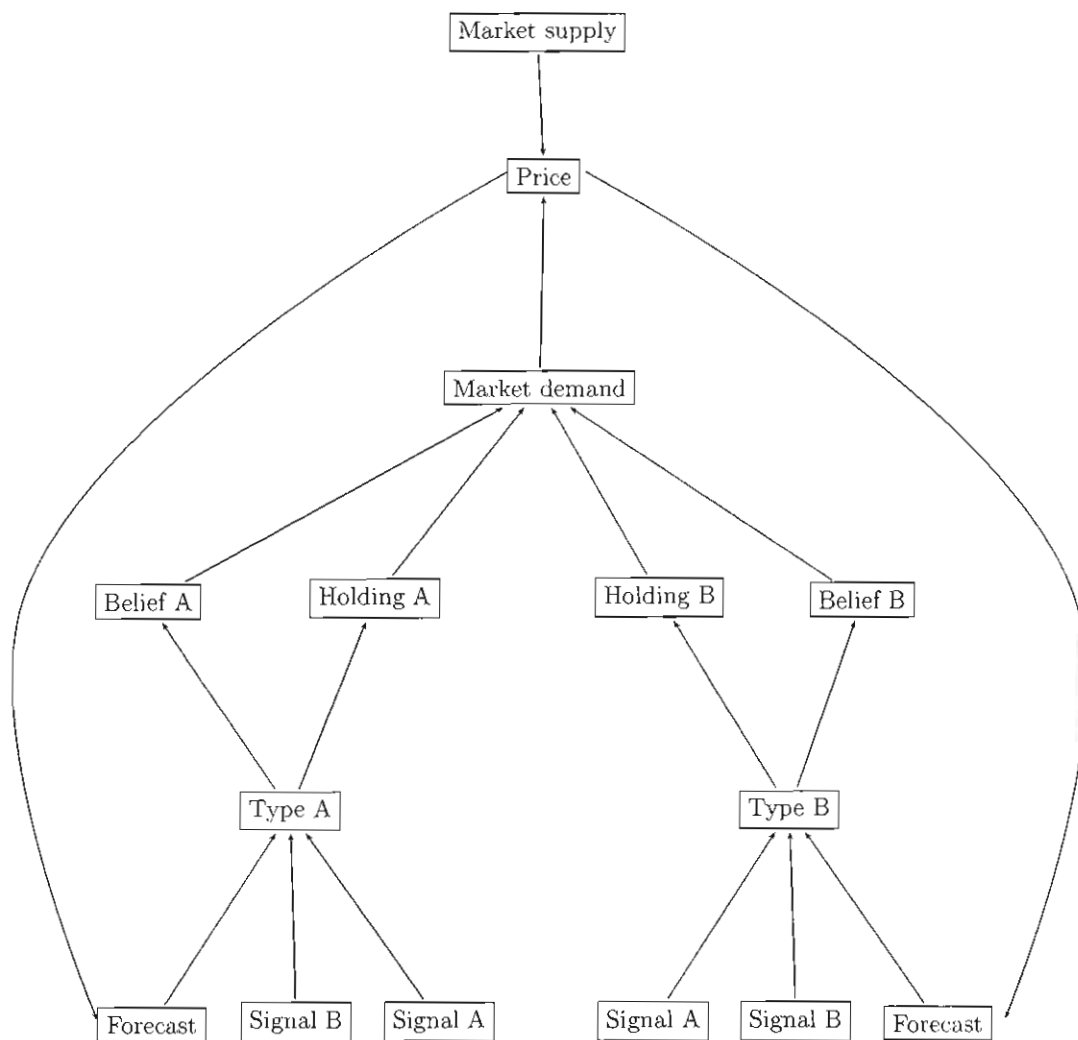 Market supply
Price
Market demand
Belief A
Holding A
Holding B
Belief B
Type A
Type B
Forecast
Signal B
Signal A
Signal A
Signal B
Forecast